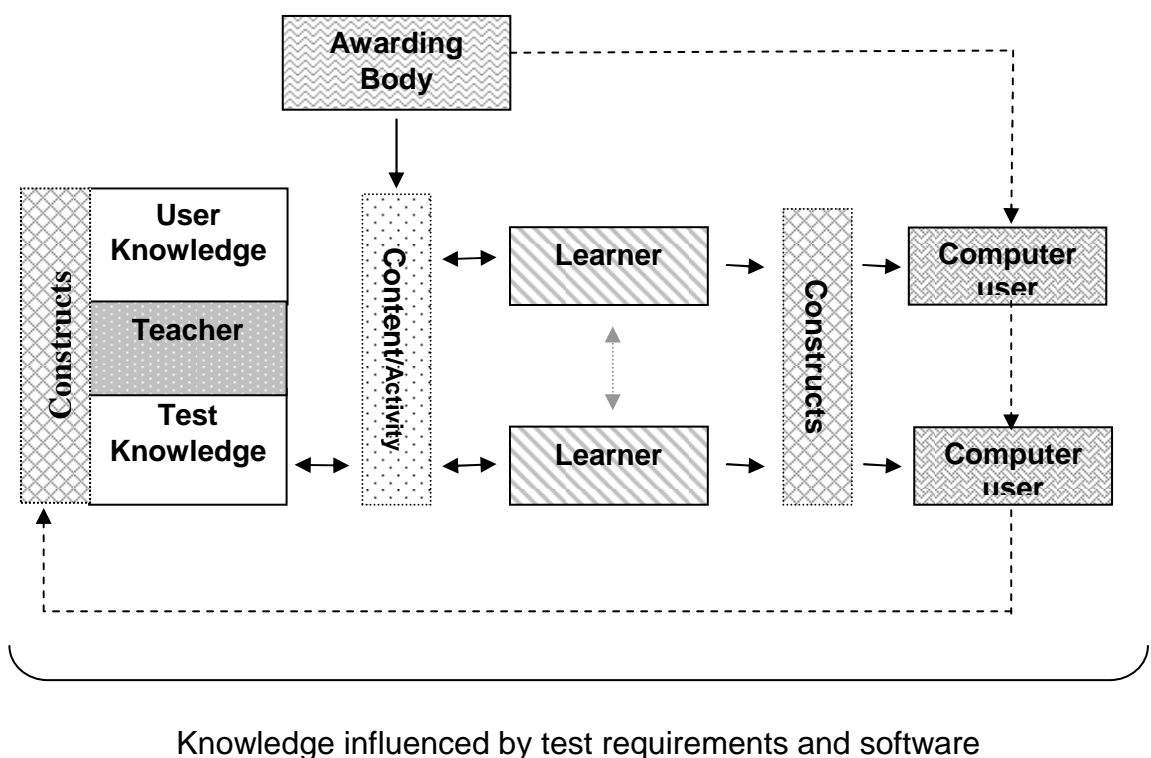 Awarding
Body
Constructs
User
Knowledge
Teacher
Test
Knowledge
Content/Activity
Learner
Learner
Constructs
Computer
user
Computer
user
Knowledge influenced by test requirements and software